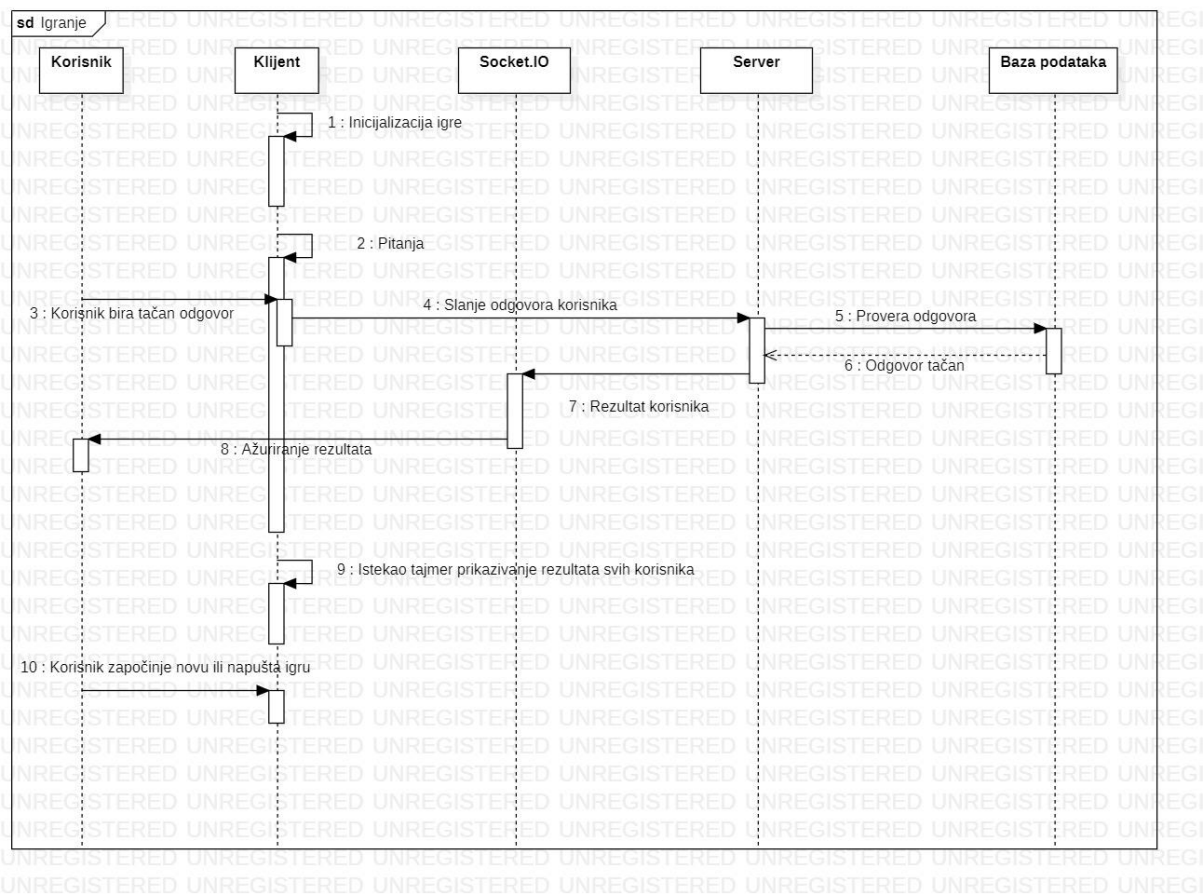 sd Igranje
Korisnik
Klijent
Socket.IO
Server
Baza podataka
1 : Inicijalizacija igre
2 : Pitanja
3 : Korisnik bira tačan odgovor
4 : Slanje odgovora korisnika
5 : Provera odgovora
6 : Odgovor tačan
7 : Rezultat korisnika
8 : Ažuriranje rezultata
9 : Istekao tajmer prikazivanje rezultata svih korisnika
10 : Korisnik započinje novu ili napušta igru
UNREGISTERED